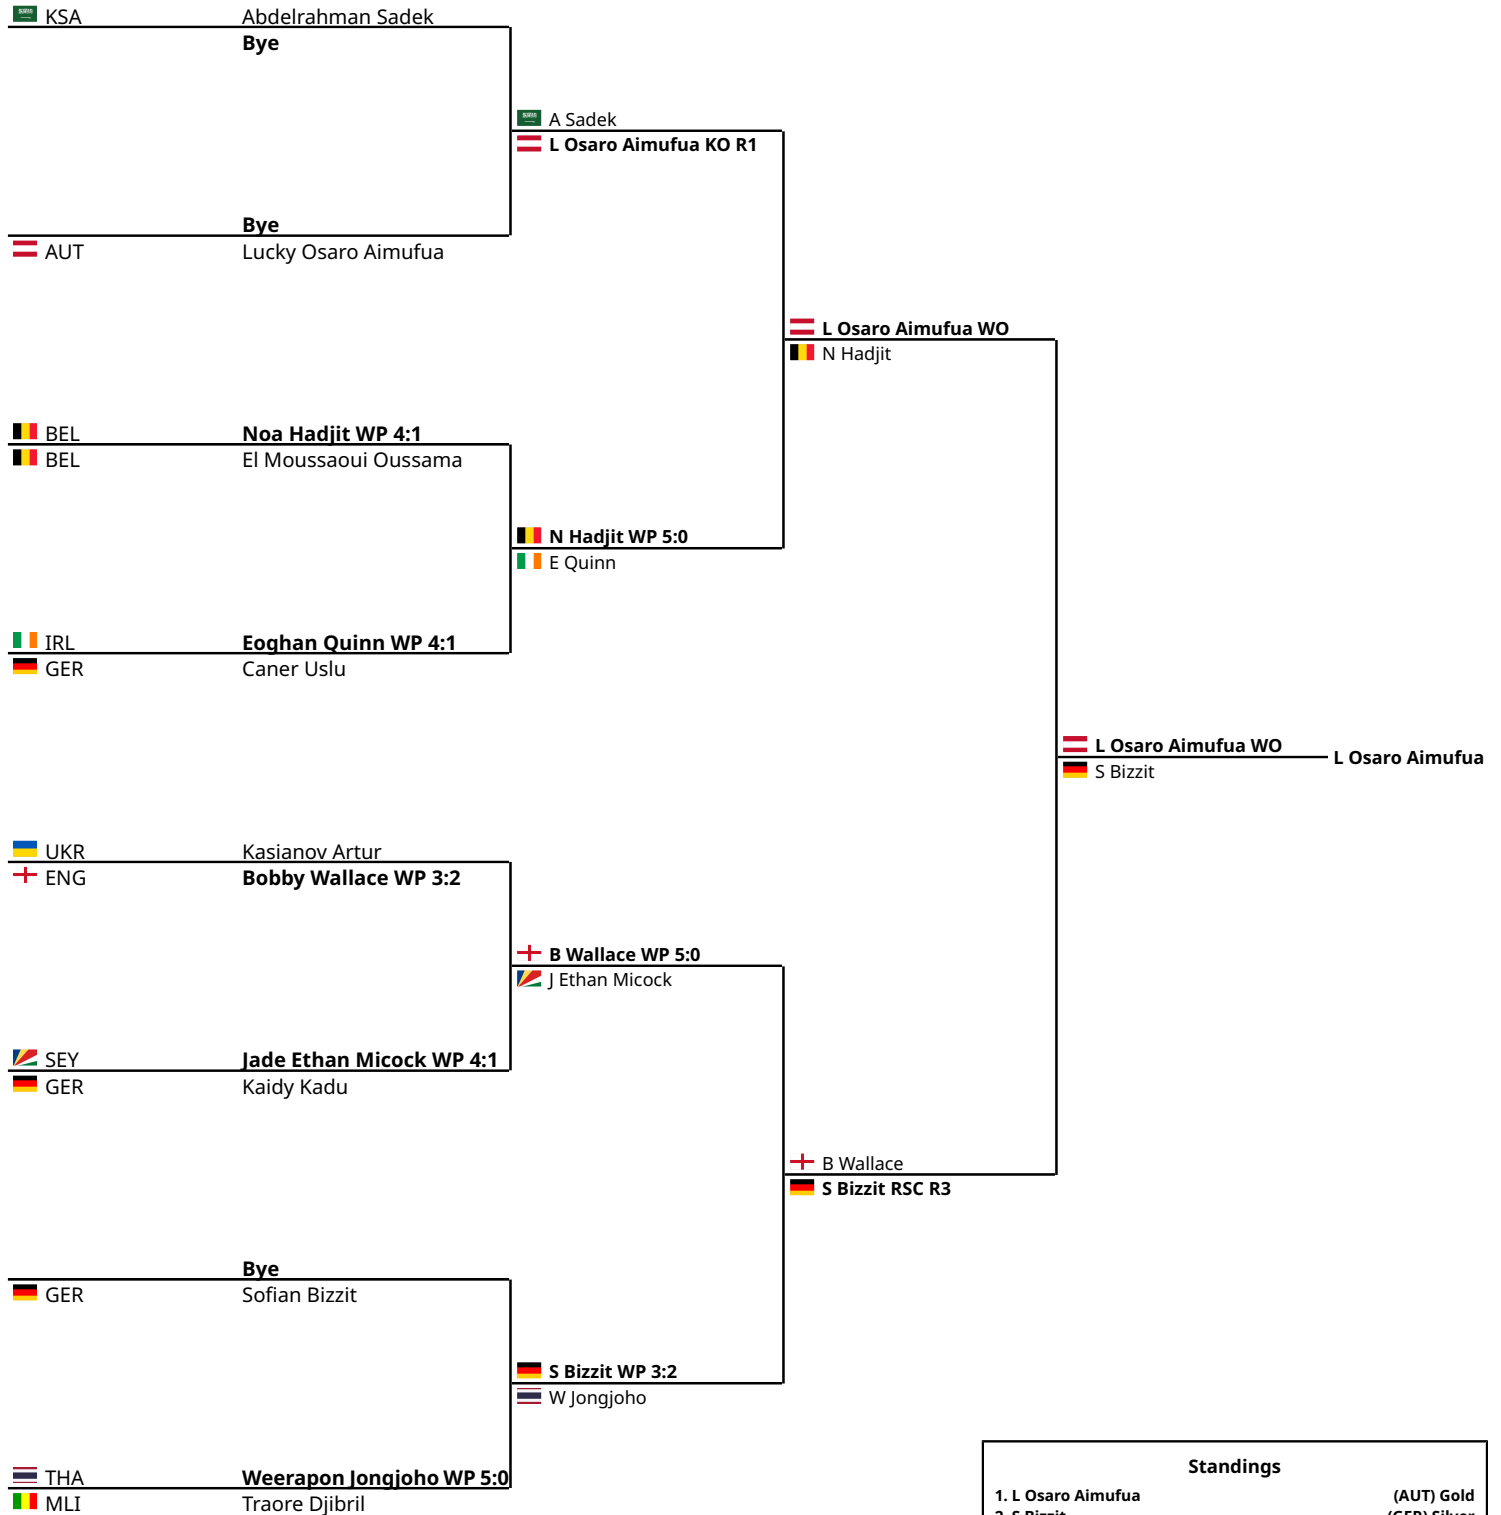 KSA Abdelrahman Sadek
Bye
A Sadek
L Osaro Aimufua KO R1
Bye
AUT Lucky Osaro Aimufua
L Osaro Aimufua WO
N Hadjit
BEL Noa Hadjit WP 4:1
BEL El Moussaoui Oussama
N Hadjit WP 5:0
E Quinn
IRL Eoghan Quinn WP 4:1
GER Caner Uslu
L Osaro Aimufua WO
L Osaro Aimufua
S Bizzit
UKR Kasianov Artur
ENG Bobby Wallace WP 3:2
B Wallace WP 5:0
J Ethan Micock
SEY Jade Ethan Micock WP 4:1
GER Kaidy Kadu
B Wallace
S Bizzit RSC R3
Bye
GER Sofian Bizzit
S Bizzit WP 3:2
W Jongjoho
THA Weerapon Jongjoho WP 5:0
MLI Traore Djibril
Standings
1. L Osaro Aimufua (AUT) Gold
2. S Bizzit (GER) Silver